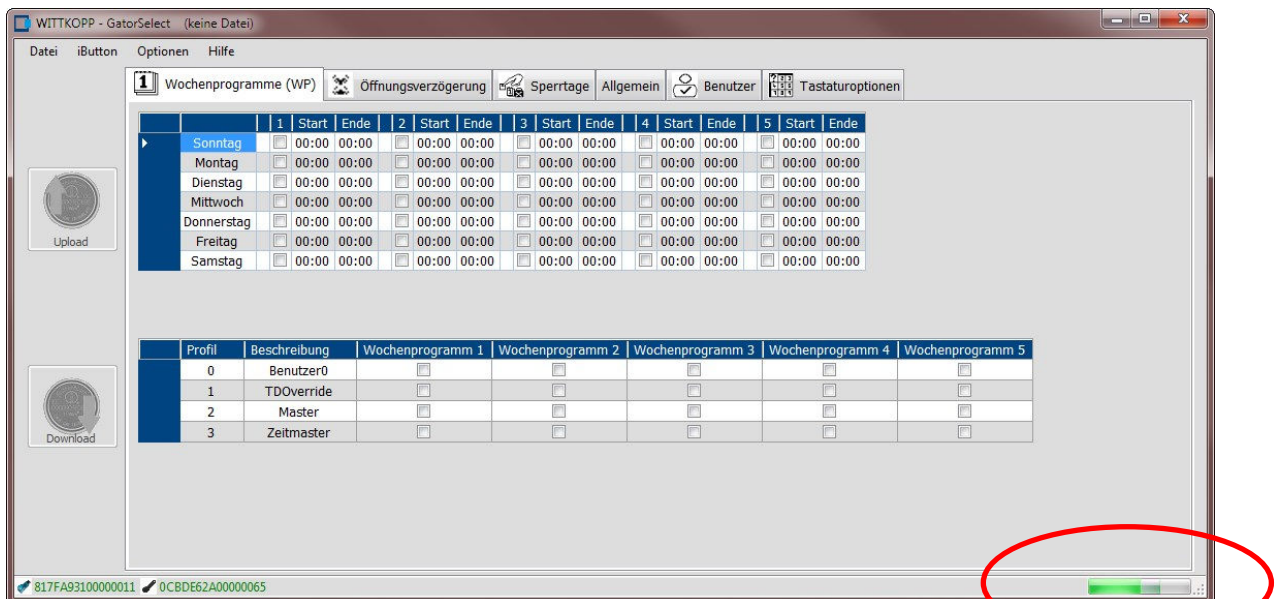 WITTKOPP - GatorSelect (keine Datei)
Datei iButton Optionen Hilfe
1 Wochenprogramme (WP) Öffnungsverzögerung Sperrtage Allgemein Benutzer Tastaturoptionen
1 Start Ende 2 Start Ende 3 Start Ende 4 Start Ende 5 Start Ende
Sonntag 00:00 00:00 00:00 00:00 00:00 00:00 00:00 00:00 00:00 00:00
Montag 00:00 00:00 00:00 00:00 00:00 00:00 00:00 00:00 00:00 00:00
Dienstag 00:00 00:00 00:00 00:00 00:00 00:00 00:00 00:00 00:00 00:00
Mittwoch 00:00 00:00 00:00 00:00 00:00 00:00 00:00 00:00 00:00 00:00
Donnerstag 00:00 00:00 00:00 00:00 00:00 00:00 00:00 00:00 00:00 00:00
Freitag 00:00 00:00 00:00 00:00 00:00 00:00 00:00 00:00 00:00 00:00
Samstag 00:00 00:00 00:00 00:00 00:00 00:00 00:00 00:00 00:00 00:00
Upload
Profil Beschreibung Wochenprogramm 1 Wochenprogramm 2 Wochenprogramm 3 Wochenprogramm 4 Wochenprogramm 5
0 Benutzer0
1 TDOverride
2 Master
3 Zeitmaster
Download
817FA93100000011 0CBDE62A00000065